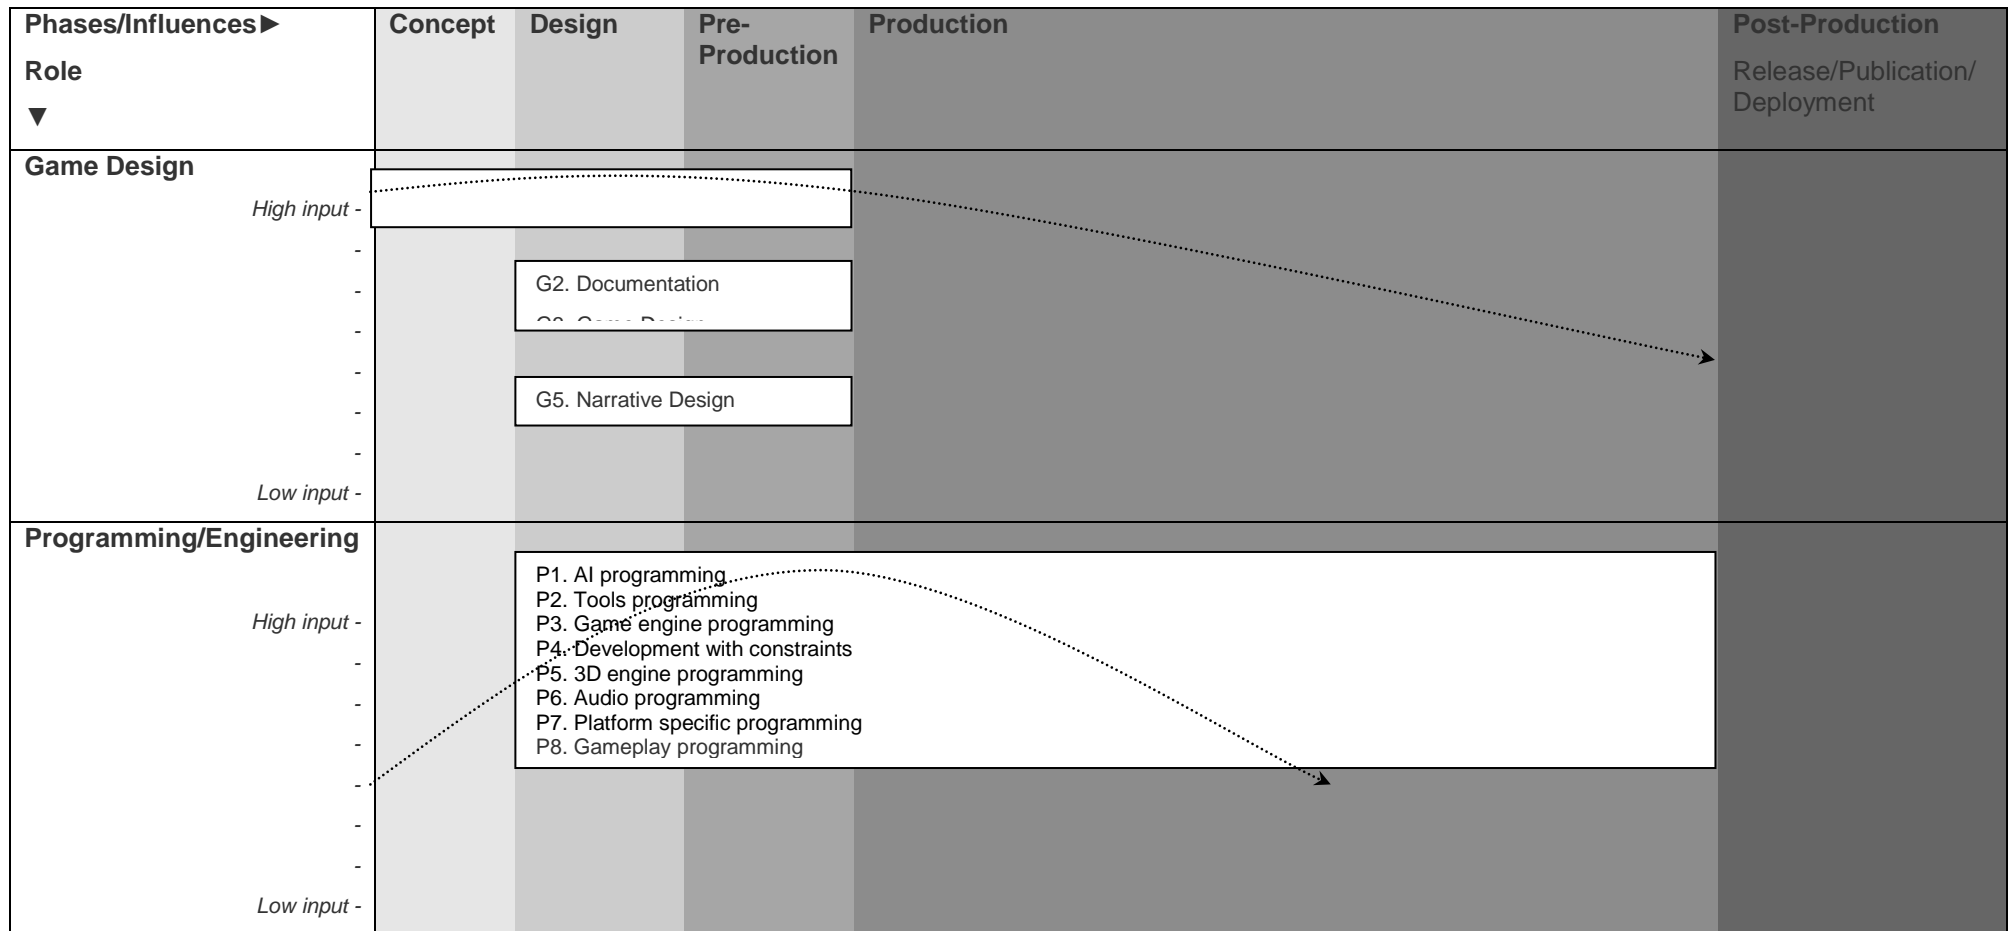 Phases/Influences► Concept Design Pre- Production Post-Production
Production
Role Release/Publication/
Deployment
▼
Game Design
High input -
-
G2. Documentation
-
-
-
G5. Narrative Design
-
-
Low input -
Programming/Engineering
P1. AI programming
P2. Tools programming
High input -
P3. Game engine programming
P4. Development with constraints
-
P5. 3D engine programming
P6. Audio programming
-
P7. Platform specific programming
-
P8. Gameplay programming
-
-
-
Low input -